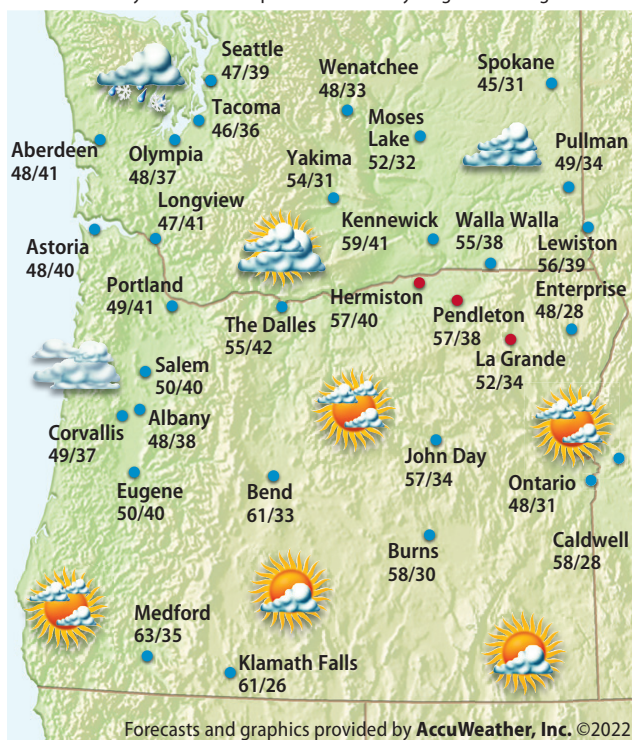 Seattle
47/39
Wenatchee
48/33
Spokane
45/31
Tacoma
46/36
Moses
Lake
52/32
Pullman
49/34
Aberdeen
48/41
Olympia
48/37
Yakima
54/31
Longview
47/41
Kennewick
59/41
Walla Walla
55/38
Lewiston
56/39
Astoria
48/40
Portland
49/41
The Dalles
55/42
Hermiston
57/40
Pendleton
57/38
Enterprise
48/28
La Grande
52/34
Salem
50/40
Albany
48/38
Corvallis
49/37
Eugene
50/40
Bend
61/33
John Day
57/34
Ontario
48/31
Caldwell
58/28
Burns
58/30
Medford
63/35
Klamath Falls
61/26
Forecasts and graphics provided by AccuWeather, Inc. ©2022